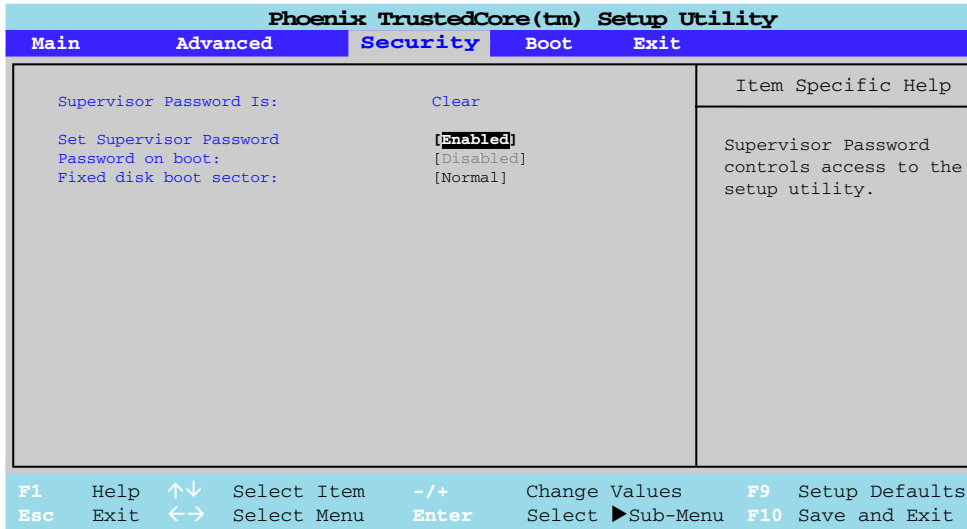 Phoenix TrustedCore(tm) Setup Utility
Main Advanced Security Boot Exit
Supervisor Password Is: Clear
Set Supervisor Password [Enabled]
Password on boot: [Disabled]
Fixed disk boot sector: [Normal]
Item Specific Help
Supervisor Password
controls access to the
setup utility.
F1 Help ↑↓ Select Item -/+ Change Values F9 Setup Defaults
Esc Exit ←→ Select Menu Enter Select ▶Sub-Menu F10 Save and Exit